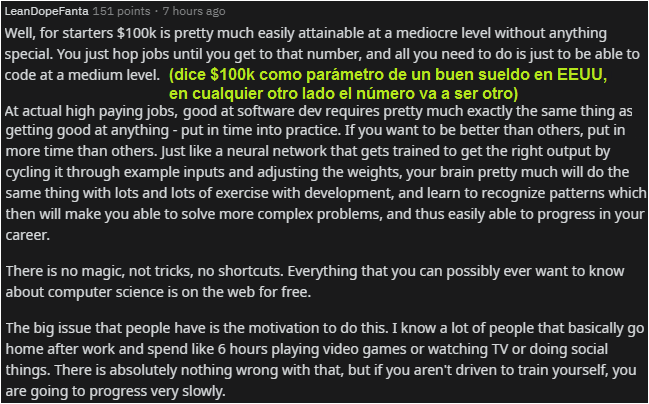 LeanDopeFanta 151 points · 7 hours ago
Well, for starters $100k is pretty much easily attainable at a mediocre level without anything
special. You just hop jobs until you get to that number, and all you need to do is just to be able to
code at a medium level. (dice $100k como parámetro de un buen sueldo en EEUU,
en cualquier otro lado el número va a ser otro)
At actual high paying jobs, good at software dev requires pretty much exactly the same thing as
getting good at anything - put in time into practice. If you want to be better than others, put in
more time than others. Just like a neural network that gets trained to get the right output by
cycling it through example inputs and adjusting the weights, your brain pretty much will do the
same thing with lots and lots of exercise with development, and learn to recognize patterns which
then will make you able to solve more complex problems, and thus easily able to progress in your
career.
There is no magic, not tricks, no shortcuts. Everything that you can possibly ever want to know
about computer science is on the web for free.
The big issue that people have is the motivation to do this. I know a lot of people that basically go
home after work and spend like 6 hours playing video games or watching TV or doing social
things. There is absolutely nothing wrong with that, but if you aren't driven to train yourself, you
are going to progress very slowly.